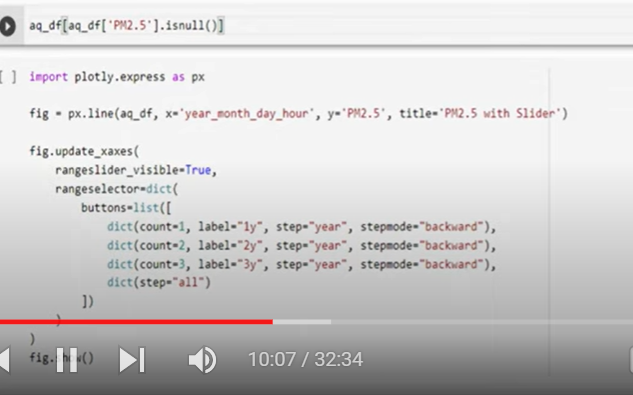 aq_df[aq_df['PM2.5'].isnull()]
[ ] import plotly.express as px
fig = px.line(aq_df, x='year_month_day_hour', y='PM2.5', title='PM2.5 with Slider')
fig.update_xaxes(
rangeslider_visible=True,
rangeselector=dict(
buttons=list([
dict(count=1, label="1y", step="year", stepmode="backward"),
dict(count=2, label="2y", step="year", stepmode="backward"),
dict(count=3, label="3y", step="year", stepmode="backward"),
dict(step="all")
])
)
)
fig.show()
10:07 / 32:34